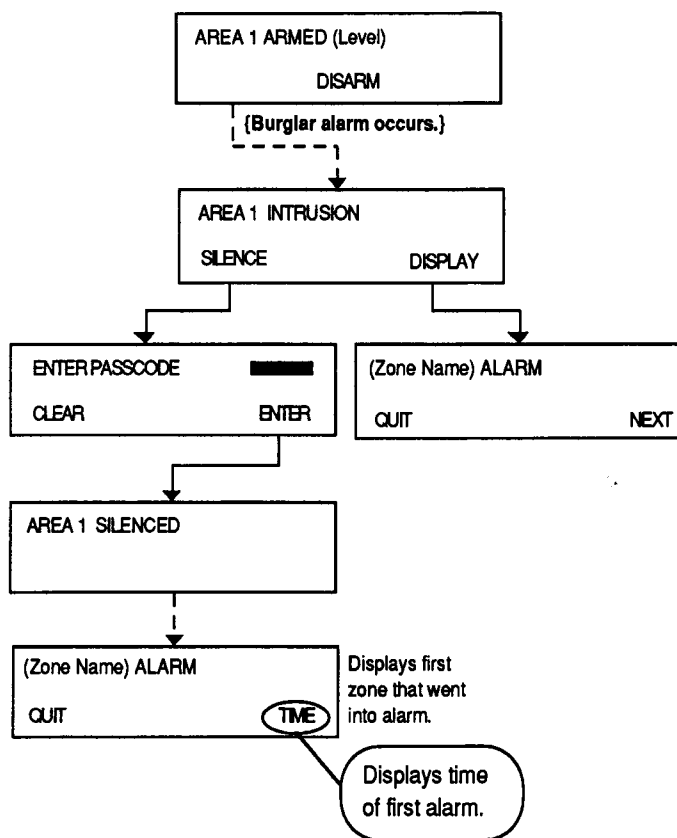 AREA 1 ARMED (Level)
DISARM
{Burglar alarm occurs.}
AREA 1 INTRUSION
SILENCE DISPLAY
ENTER PASSCODE
CLEAR ENTER
(Zone Name) ALARM
QUIT NEXT
AREA 1 SILENCED
(Zone Name) ALARM
QUIT TIME
Displays first
zone that went
into alarm.
Displays time
of first alarm.